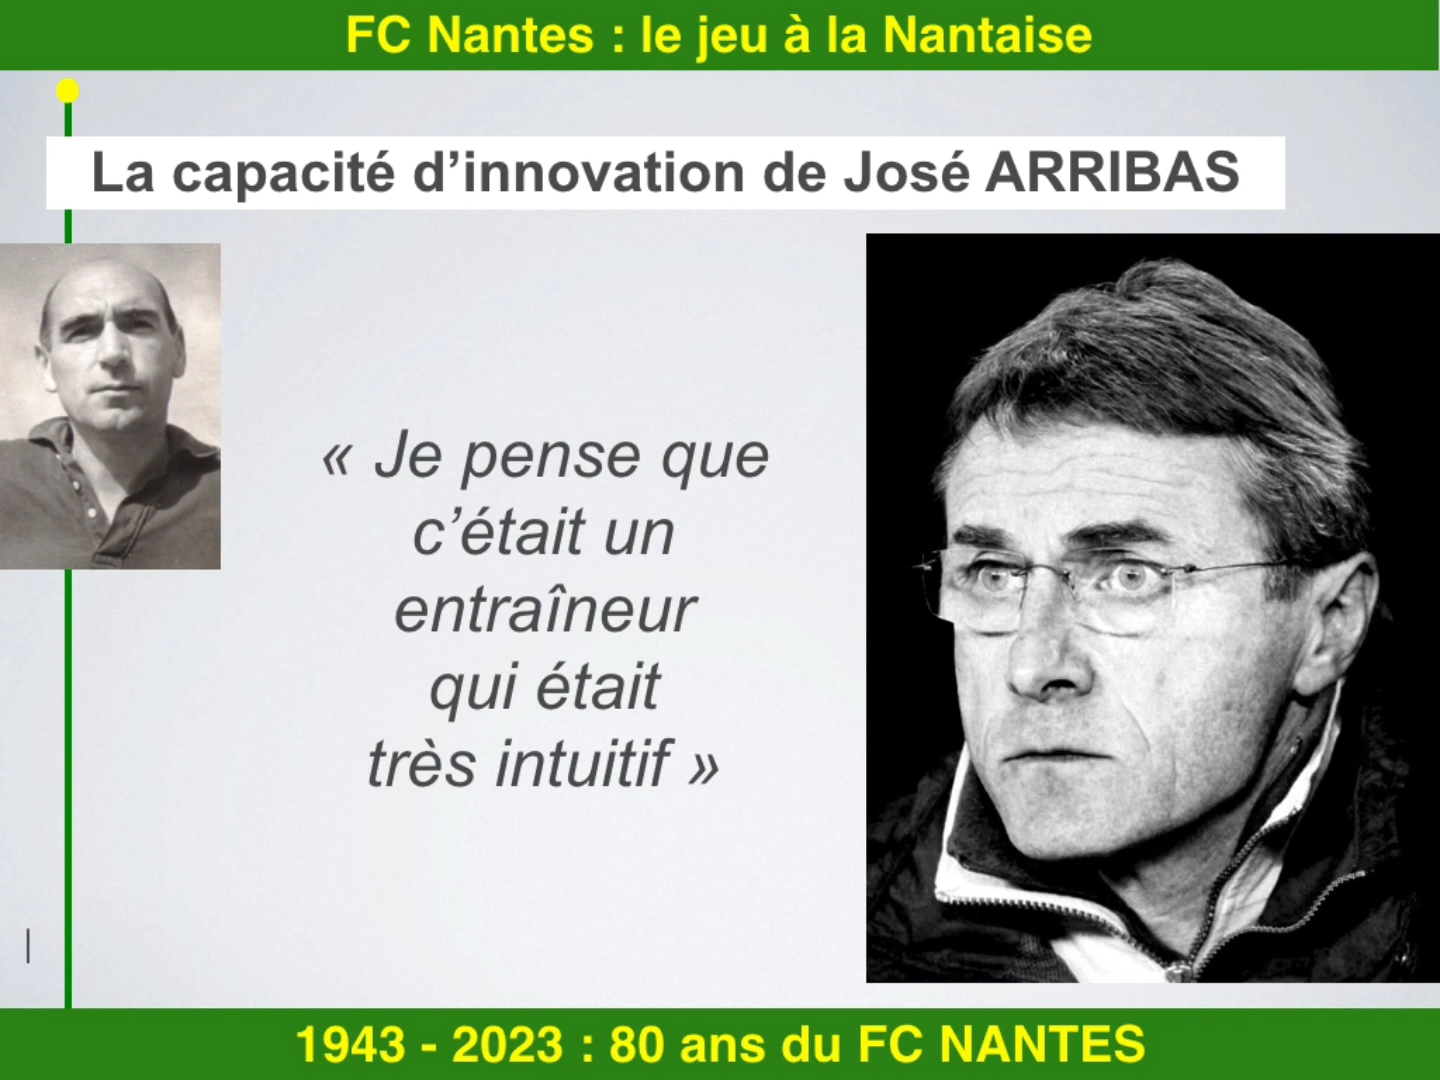 FC Nantes : le jeu à la Nantaise
La capacité d’innovation de José ARRIBAS
« Je pense que
c’était un
entraîneur
qui était
très intuitif »
1943 - 2023 : 80 ans du FC NANTES